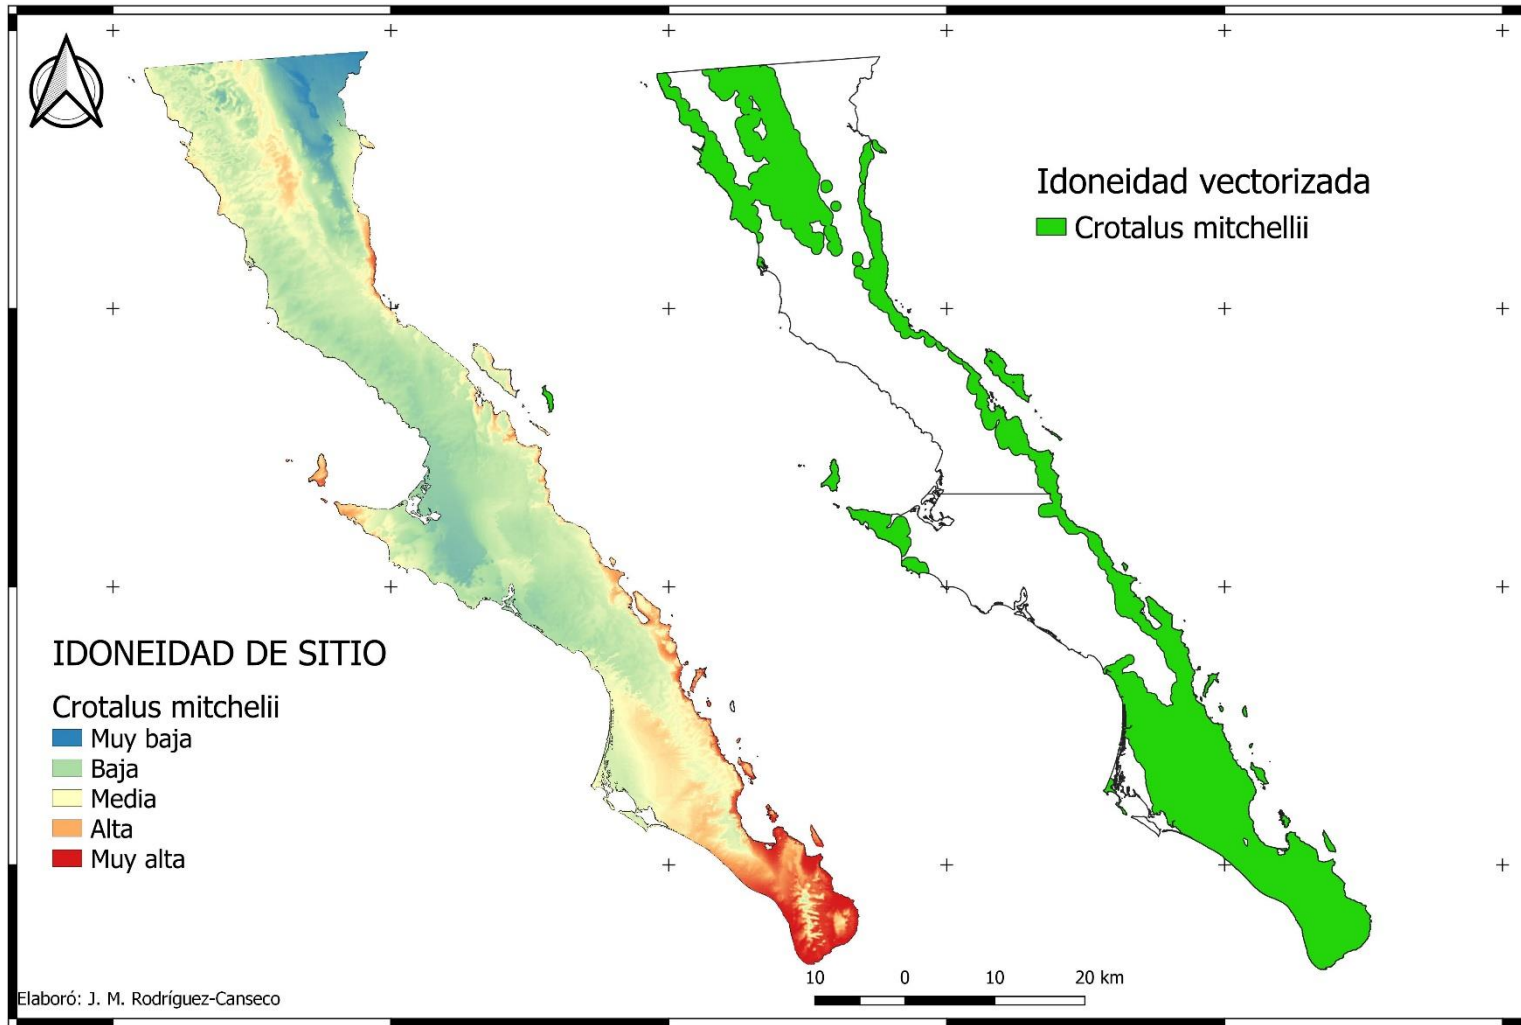 Idoneidad vectorizada
Crotalus mitchellii
IDONEIDAD DE SITIO
Crotalus mitchelii
Muy baja
Baja
Media
Alta
Muy alta
10 0 10 20 km
Elaboró: J. M. Rodríguez-Canseco